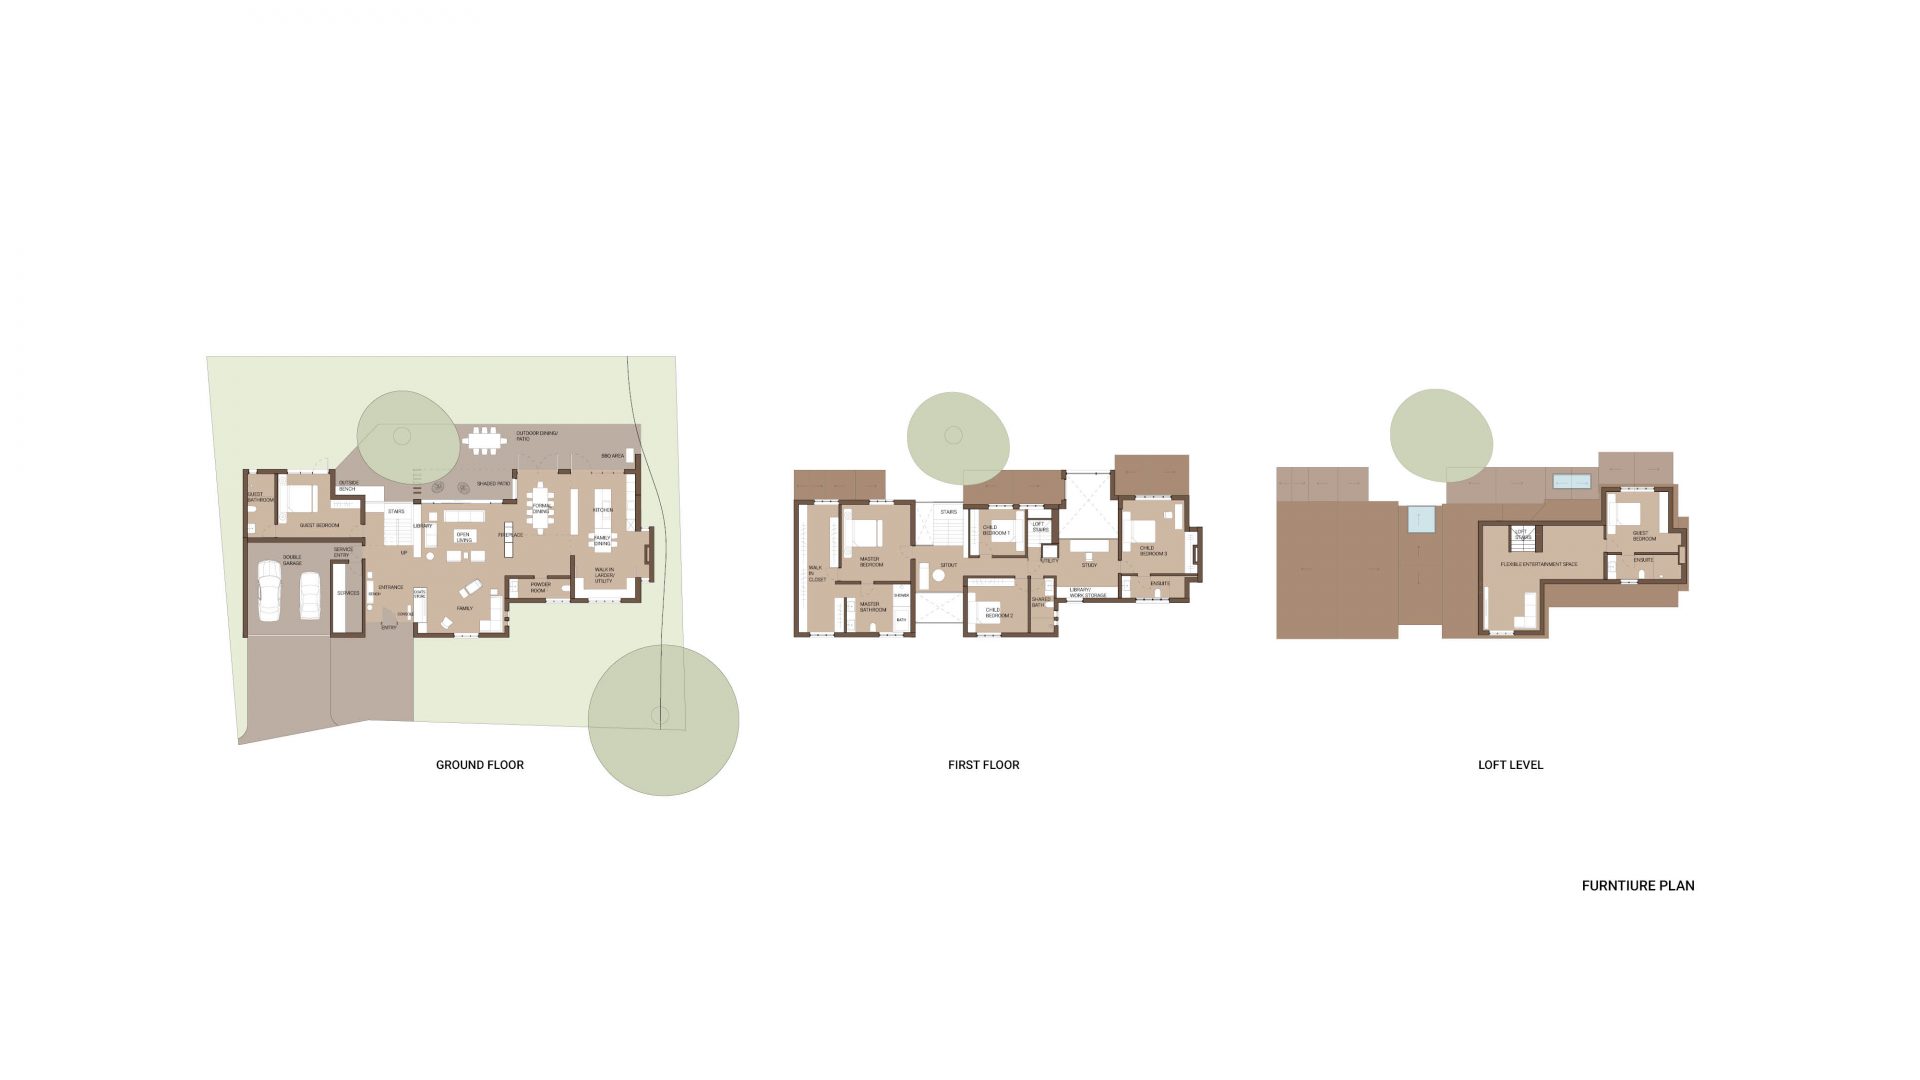 OUTDOOR DINING/
PATIO
BBQ AREA
OUTSIDE
BENCH
SHADED PATIO
GUEST
BATHROOM
GUEST BEDROOM
STAIRS
LIBRARY
OPEN
LIVING
FIREPLACE
FORMAL
DINING
KITCHEN
FAMILY
DINING
UP
DOUBLE
GARAGE
SERVICE
ENTRY
SERVICES
ENTRANCE
BENCH
COATS
STORE
CONSOLE
ENTRY
FAMILY
POWDER
ROOM
WALK IN
LARDER/
UTILITY
GROUND FLOOR
STAIRS
CHILD
BEDROOM 1
LOFT
STAIRS
MASTER
BEDROOM
WALK
IN
CLOSET
SITOUT
UTILITY
STUDY
CHILD
BEDROOM 3
ENSUITE
LIBRARY/
WORK STORAGE
SHOWER
MASTER
BATHROOM
BATH
CHILD
BEDROOM 2
SHARED
BATH
FIRST FLOOR
LOFT
STAIRS
GUEST
BEDROOM
FLEXIBLE ENTERTAINMENT SPACE
ENSUITE
LOFT LEVEL
FURNTIURE PLAN